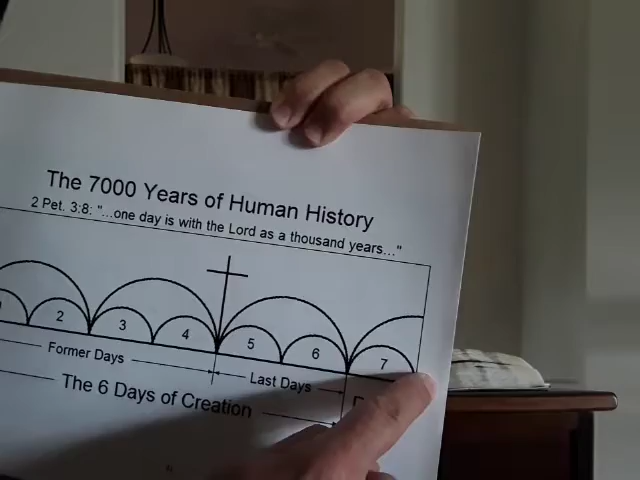 The 7000 Years of Human History
2 Pet. 3:8: "...one day is with the Lord as a thousand years..."
2 3 4 5 6 7
Former Days
Last Days
The 6 Days of Creation